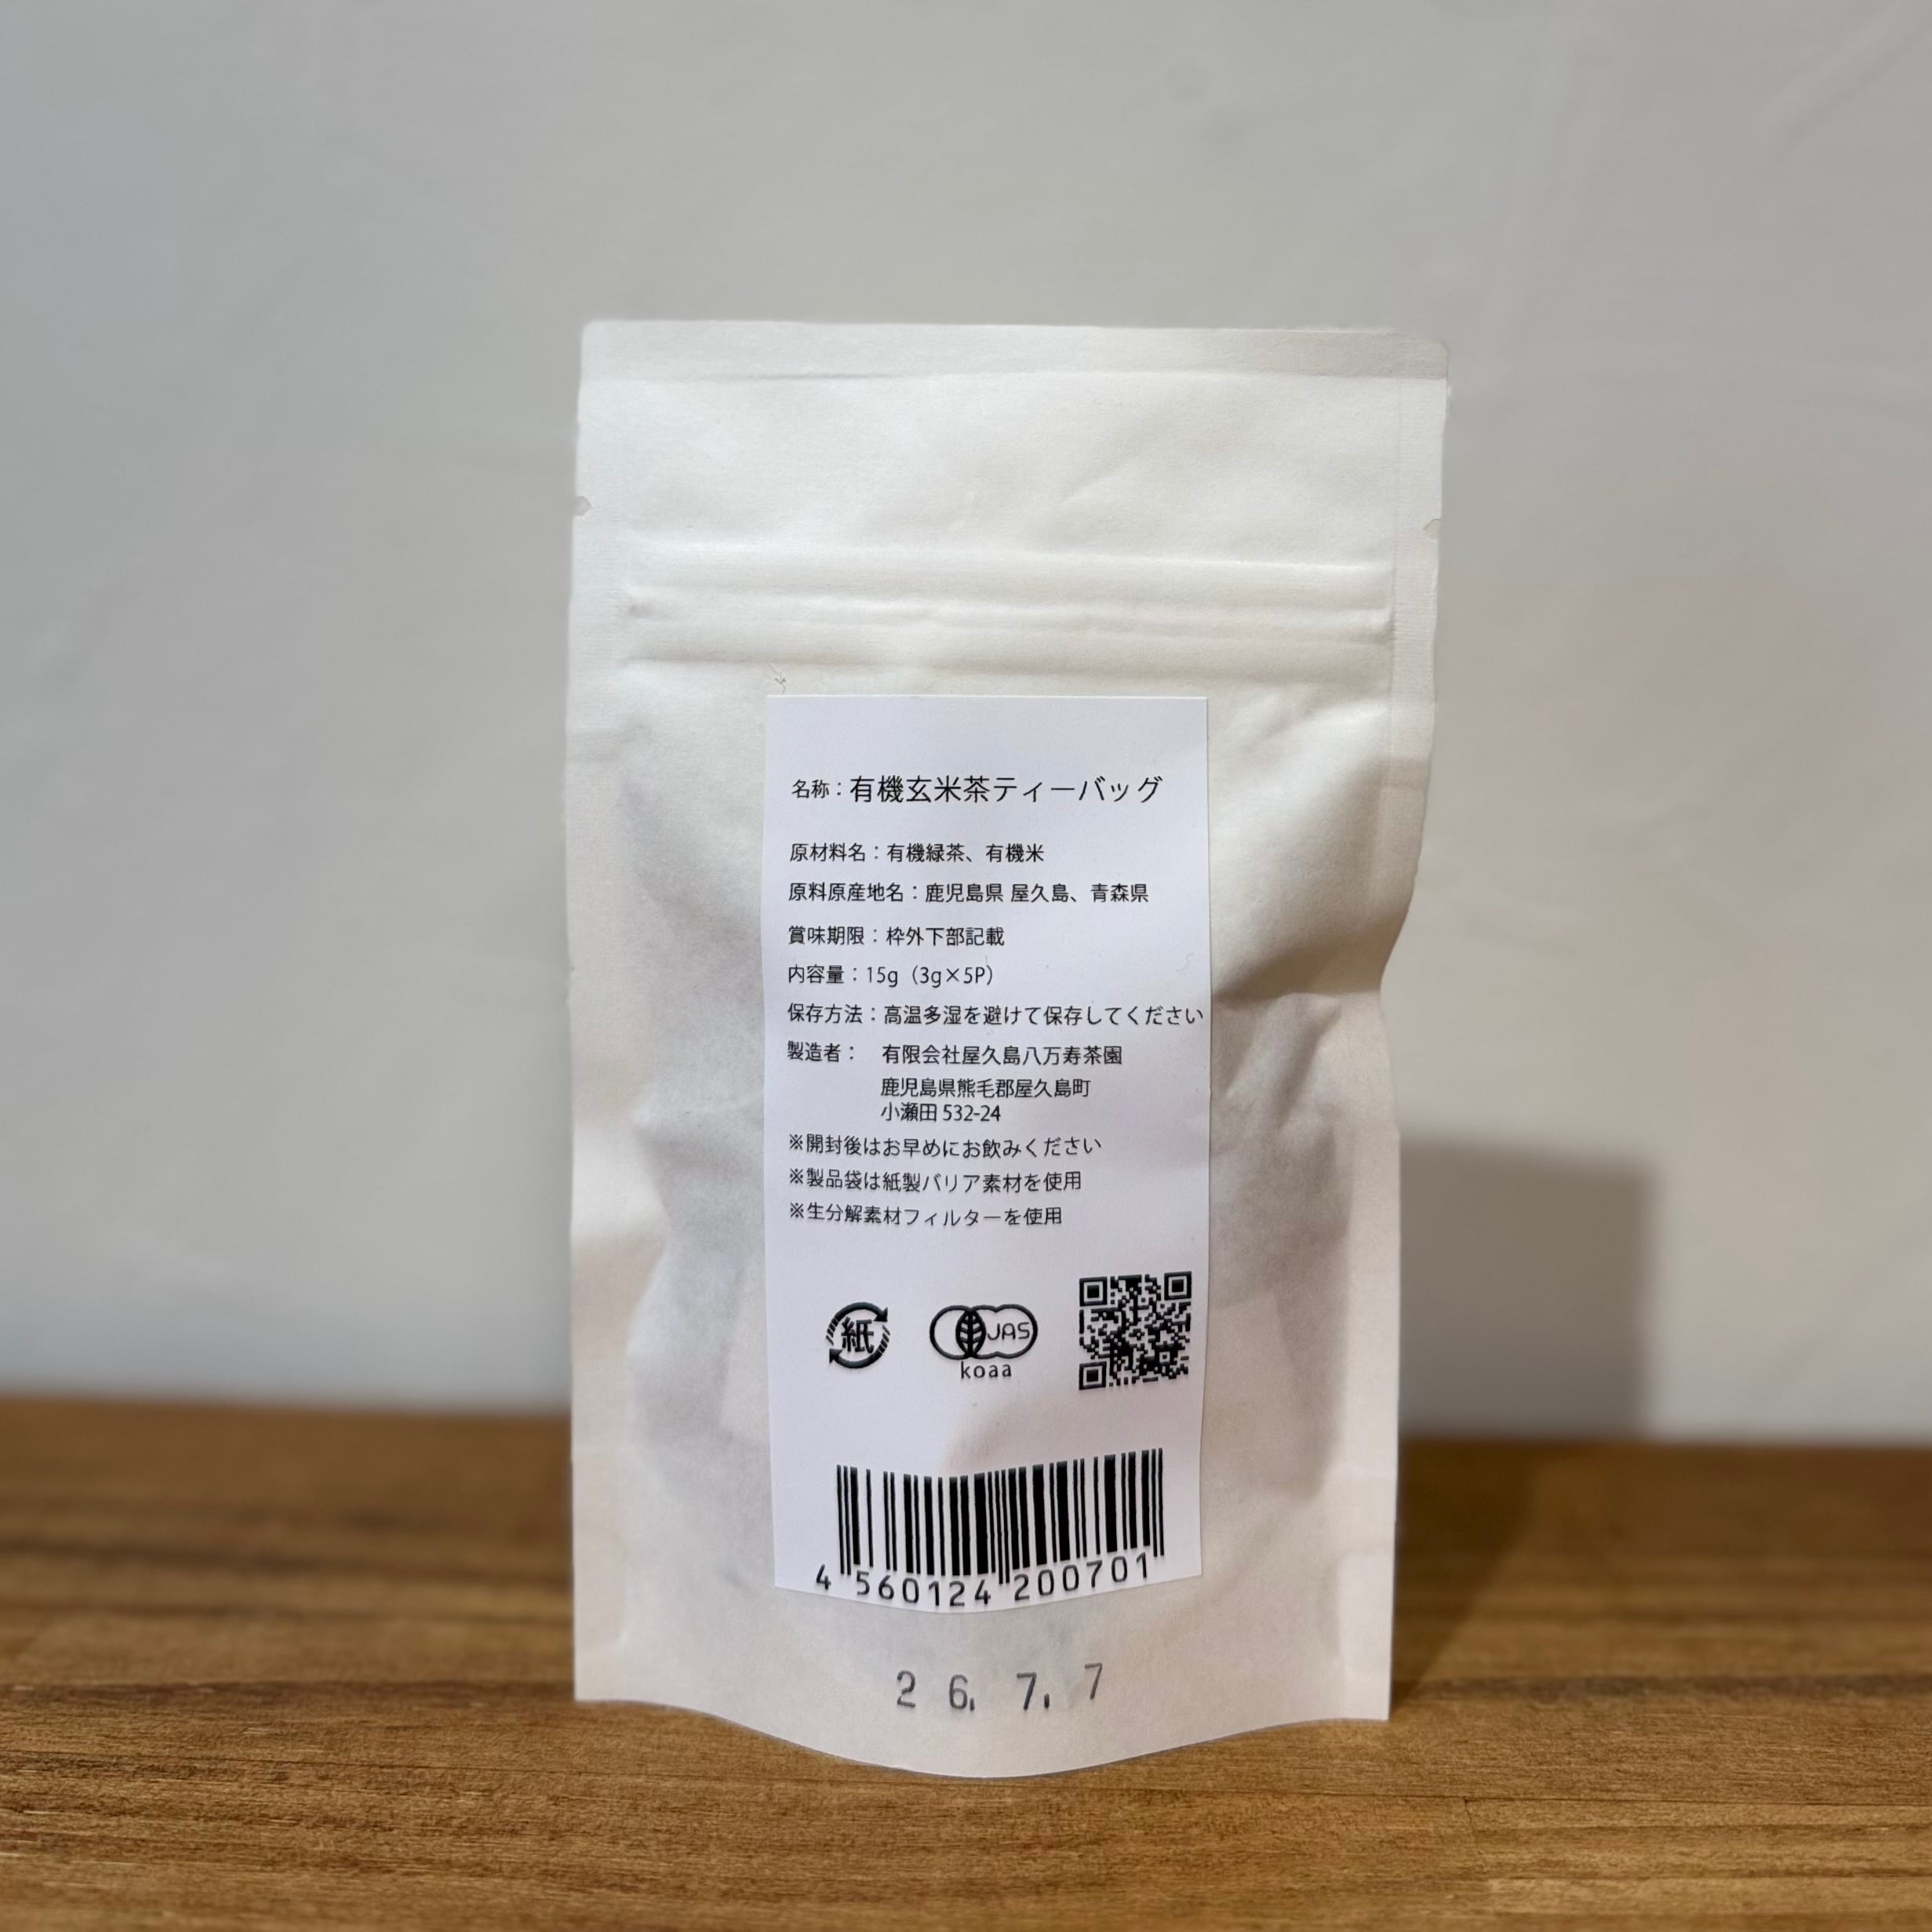 名称：有機玄米茶ティーバッグ
原材料名：有機緑茶、有機米
原料原産地名：鹿児島県 屋久島、青森県
賞味期限：枠外下部記載
内容量：15g（3g×5P）
保存方法：高温多湿を避けて保存してください
製造者： 有限会社屋久島八万寿茶園
鹿児島県熊毛郡屋久島町
小瀬田 532-24
※開封後はお早めにお飲みください
※製品袋は紙製バリア素材を使用
※生分解素材フィルターを使用
紙
JAS
koaa
4 560124 200701
26. 7. 7